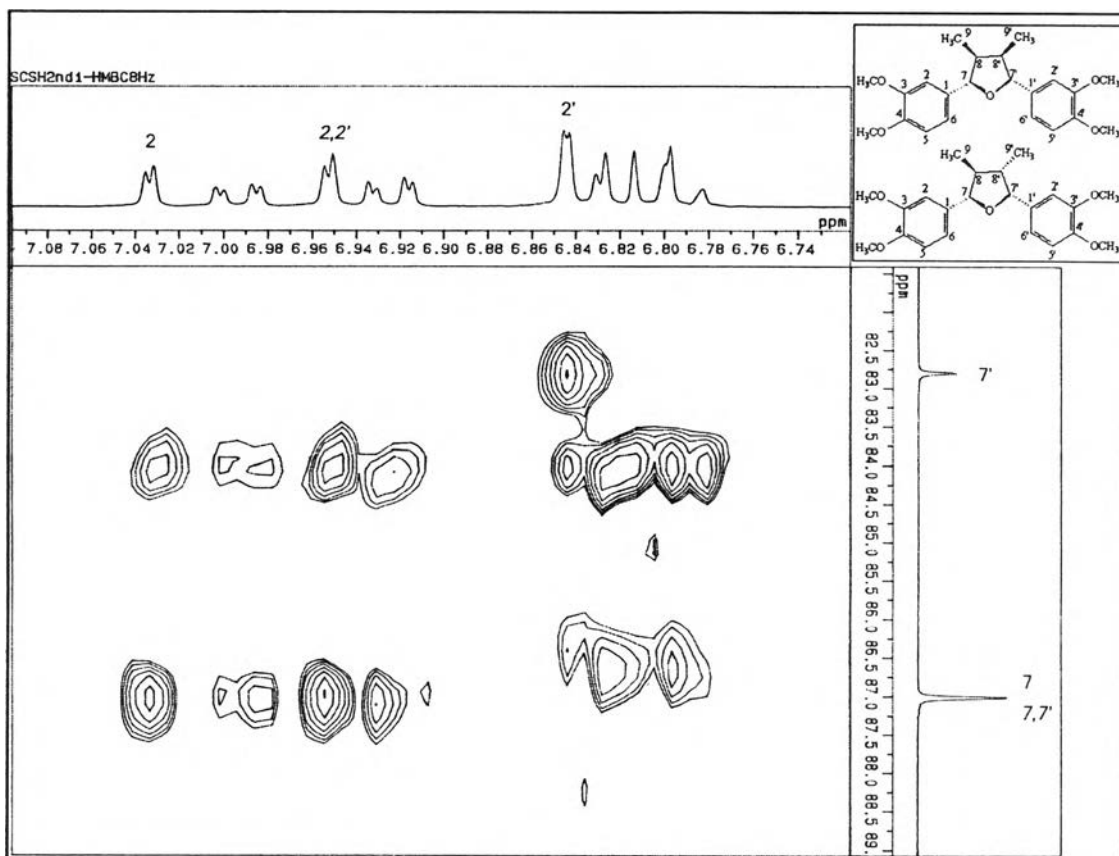 SCSH2nd1-HMBC8Hz
2
2,2'
2'
ppm
7.08 7.06 7.04 7.02 7.00 6.98 6.96 6.94 6.92 6.90 6.88 6.86 6.84 6.82 6.80 6.78 6.76 6.74
9 9'
H₃C CH₃
8 8'
7 7'
O
H₃CO 3 2 1 6 5 4 H₃CO
1' 2' 3' OCH₃
6' 5' 4' OCH₃
9 9'
H₃C CH₃
8 8'
7 7'
O
H₃CO 3 2 1 6 5 4 H₃CO
1' 2' 3' OCH₃
6' 5' 4' OCH₃
ppm
82.5
83.0
83.5
84.0
84.5
85.0
85.5
86.0
86.5
87.0
87.5
88.0
88.5
89.
7'
7
7,7'